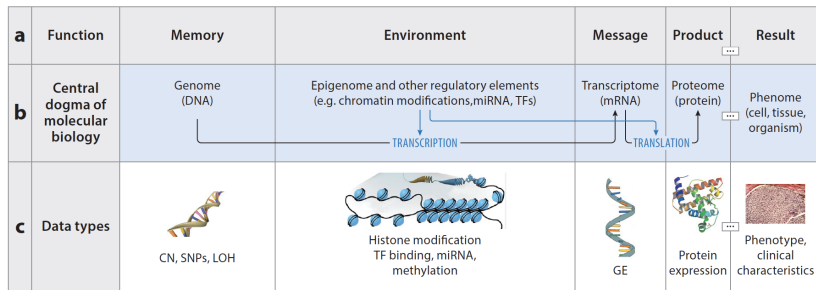 a
Function
Memory
Environment
Message
Product
Result
...
b
Central
dogma of
molecular
biology
Genome
(DNA)
Epigenome and other regulatory elements
(e.g. chromatin modifications,miRNA, TFs)
Transcriptome
(mRNA)
Proteome
(protein)
...
Phenome
(cell, tissue,
organism)
TRANSCRIPTION
TRANSLATION
c
Data types
CN, SNPs, LOH
Histone modification
TF binding, miRNA,
methylation
GE
Protein
expression
...
Phenotype,
clinical
characteristics